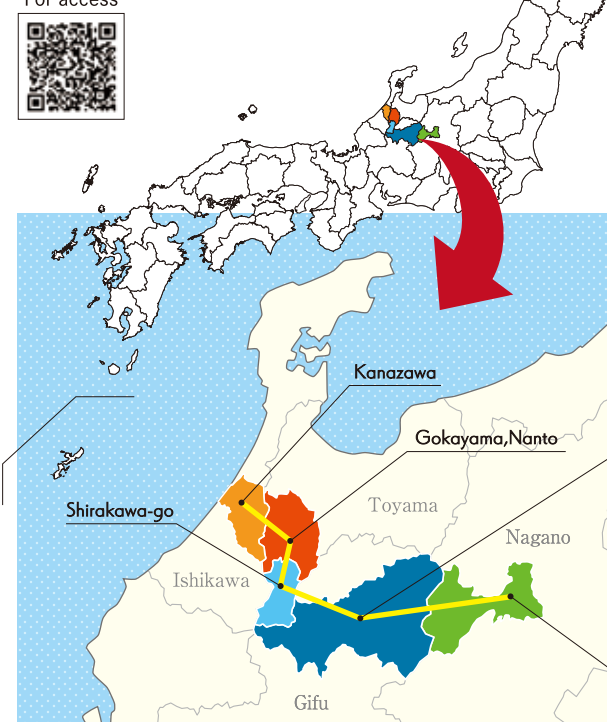 For access
Kanazawa
Gokayama,Nanto
Shirakawa-go
Toyama
Nagano
Ishikawa
Gifu